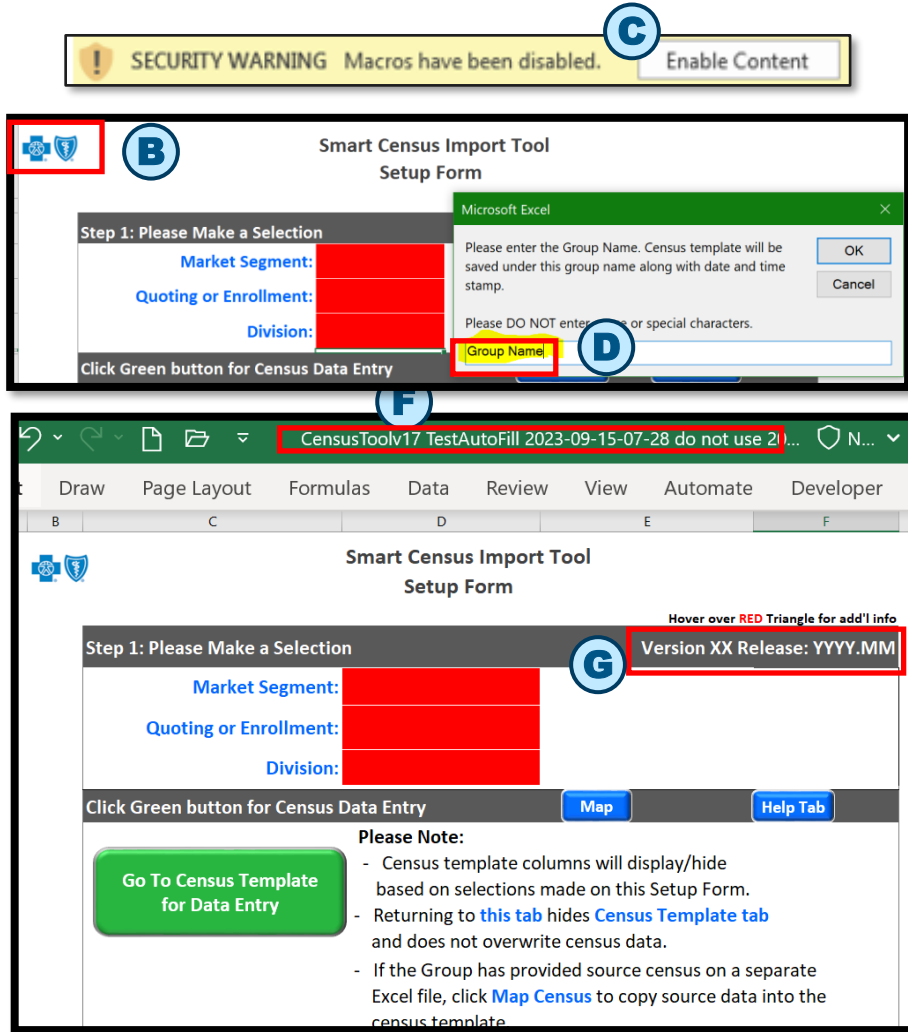 C
SECURITY WARNING Macros have been disabled. Enable Content
B
Smart Census Import Tool
Setup Form
Microsoft Excel
Step 1: Please Make a Selection
Please enter the Group Name. Census template will be
saved under this group name along with date and time
stamp.
OK
Cancel
Market Segment:
Quoting or Enrollment:
Division:
Please DO NOT enter or special characters.
Group Name
D
Click Green button for Census Data Entry
F
CensusToolv17 TestAutoFill 2023-09-15-07-28 do not use 20... N...
Draw Page Layout Formulas Data Review View Automate Developer
B C D E F
Smart Census Import Tool
Setup Form
Hover over RED Triangle for add'l info
Step 1: Please Make a Selection
G
Version XX Release: YYYY.MM
Market Segment:
Quoting or Enrollment:
Division:
Click Green button for Census Data Entry Map Help Tab
Please Note:
Go To Census Template
for Data Entry
- Census template columns will display/hide
based on selections made on this Setup Form.
- Returning to this tab hides Census Template tab
and does not overwrite census data.
- If the Group has provided source census on a separate
Excel file, click Map Census to copy source data into the
census template